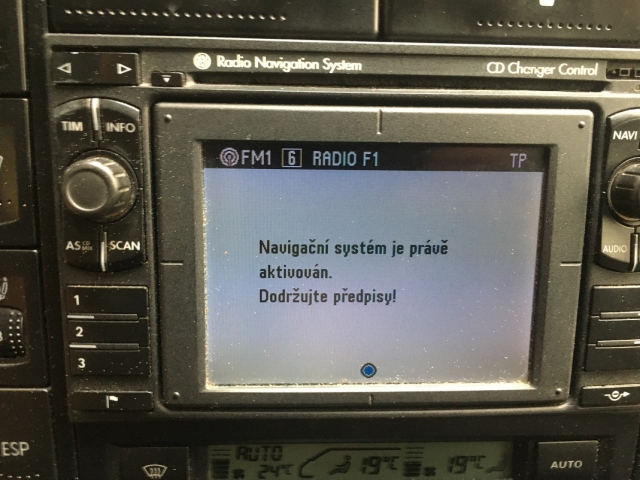 Radio Navigation System
CD Changer Control
TIM
INFO
NAVI
FM1 6 RADIO F1 TP
Navigační systém je právě
aktivován.
Dodržujte předpisy!
AS
SCAN
AUDIO
1
2
3
ESP
AUTO
24°C
19°C
19°C
AUTO